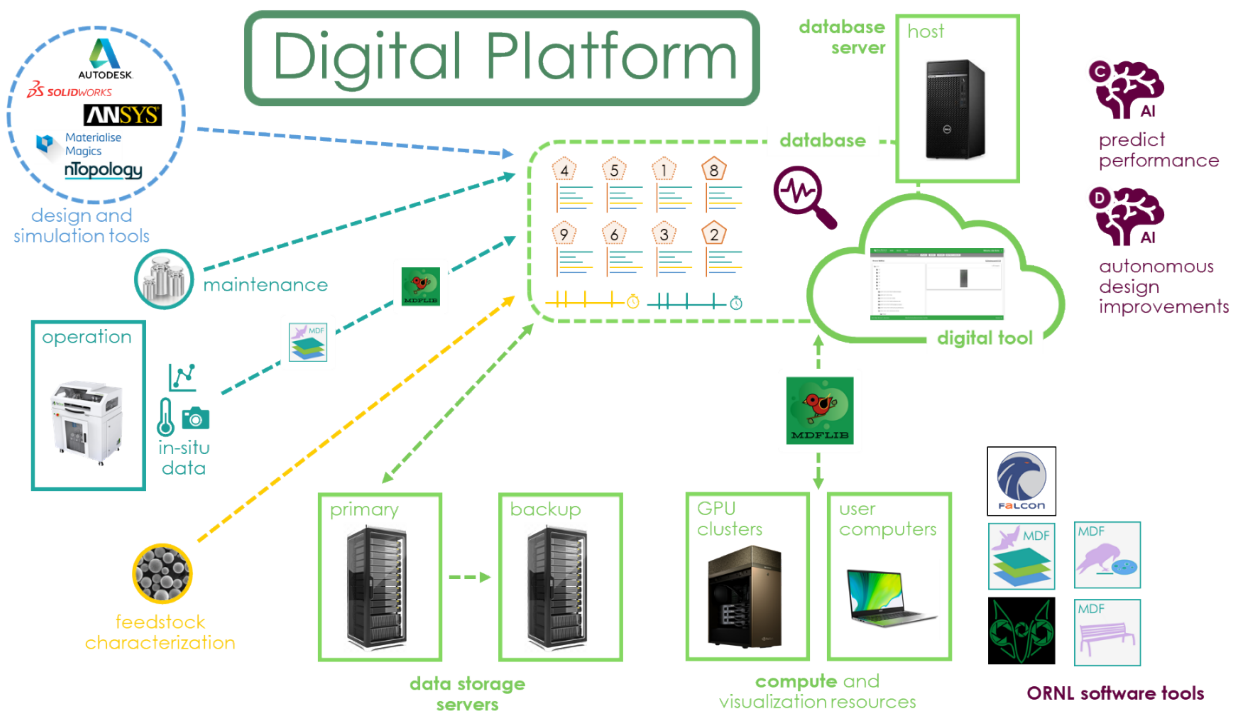 Digital Platform
AUTODESK
SOLIDWORKS
ANSYS
Materialise
Magics
nTopology
design and
simulation tools
maintenance
operation
in-situ
data
MDF
MDFLIB
feedstock
characterization
database
server
host
database
4 5 1 8
9 6 3 2
digital tool
C
AI
predict
performance
D
AI
autonomous
design
improvements
MDFLIB
primary
backup
data storage
servers
GPU
clusters
user
computers
compute and
visualization resources
FaLCON
MDF
MDF
MDF
ORNL software tools